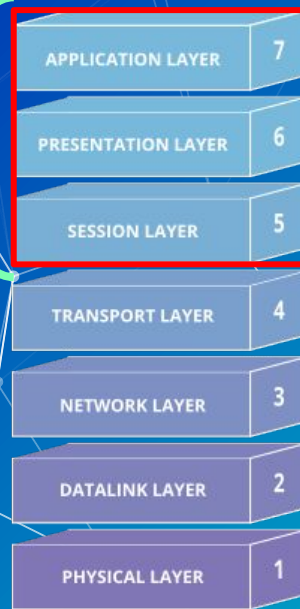 APPLICATION LAYER 7
PRESENTATION LAYER 6
SESSION LAYER 5
TRANSPORT LAYER 4
NETWORK LAYER 3
DATALINK LAYER 2
PHYSICAL LAYER 1